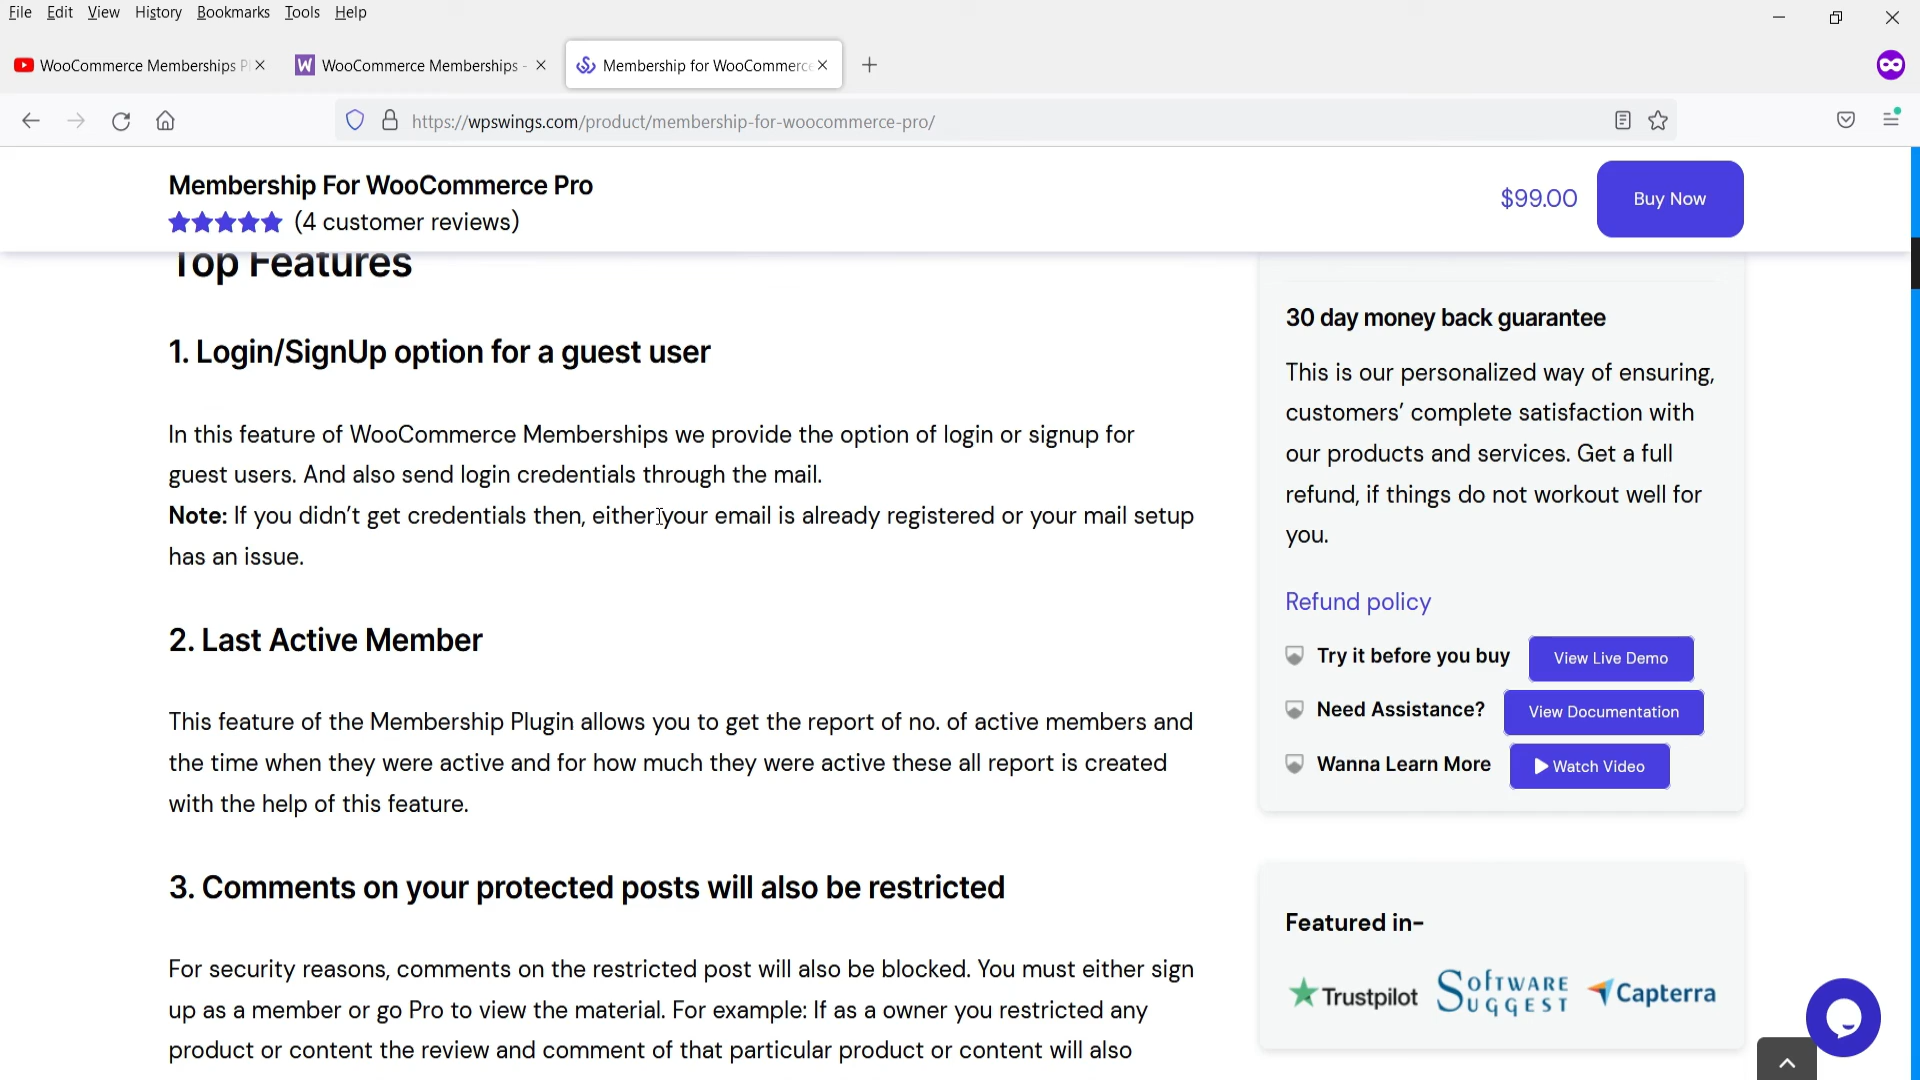 File Edit View History Bookmarks Tools Help
WooCommerce Memberships Pl
WooCommerce Memberships -
Membership for WooCommerce
https://wpswings.com/product/membership-for-woocommerce-pro/
Membership For WooCommerce Pro
(4 customer reviews)
$99.00
Buy Now
Top Features
1. Login/SignUp option for a guest user
In this feature of WooCommerce Memberships we provide the option of login or signup for
guest users. And also send login credentials through the mail.
Note: If you didn't get credentials then, either your email is already registered or your mail setup
has an issue.
2. Last Active Member
This feature of the Membership Plugin allows you to get the report of no. of active members and
the time when they were active and for how much they were active these all report is created
with the help of this feature.
3. Comments on your protected posts will also be restricted
For security reasons, comments on the restricted post will also be blocked. You must either sign
up as a member or go Pro to view the material. For example: If as a owner you restricted any
product or content the review and comment of that particular product or content will also
30 day money back guarantee
This is our personalized way of ensuring,
customers' complete satisfaction with
our products and services. Get a full
refund, if things do not workout well for
you.
Refund policy
Try it before you buy
View Live Demo
Need Assistance?
View Documentation
Wanna Learn More
Watch Video
Featured in-
Trustpilot
SOFTWARE
SUGGEST
Capterra